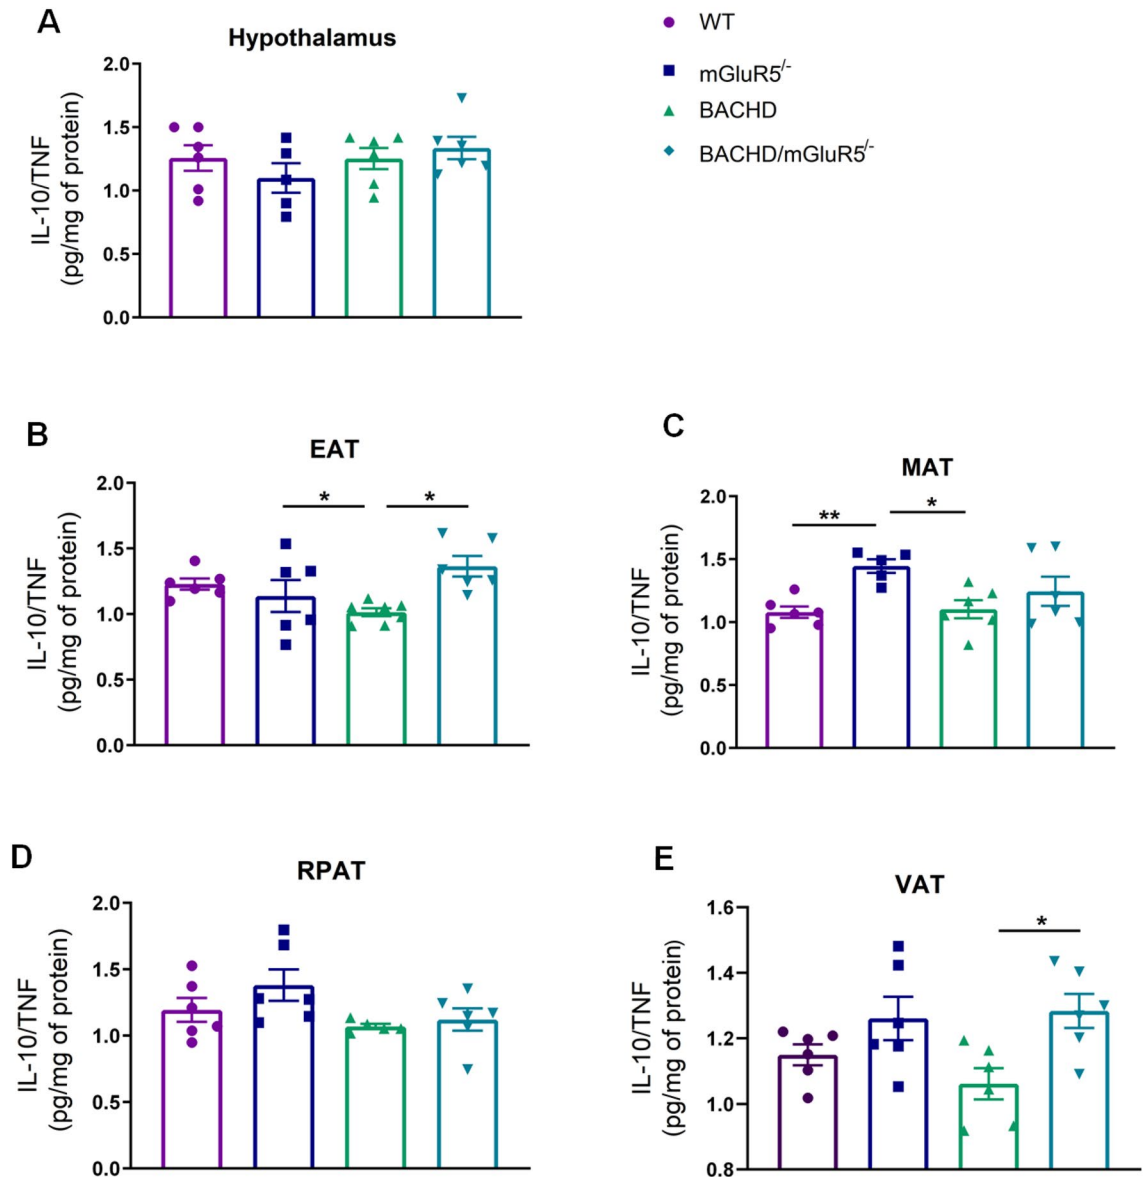 A
Hypothalamus
2.0
1.5
1.0
0.5
0.0
IL-10/TNF
(pg/mg of protein)
WT
mGluR5/-
BACHD
BACHD/mGluR5/-
B
EAT
2.0
1.5
1.0
0.5
0.0
IL-10/TNF
(pg/mg of protein)
*
*
C
MAT
2.0
1.5
1.0
0.5
0.0
IL-10/TNF
(pg/mg of protein)
**
*
D
RPAT
2.0
1.5
1.0
0.5
0.0
IL-10/TNF
(pg/mg of protein)
E
VAT
1.6
1.4
1.2
1.0
0.8
IL-10/TNF
(pg/mg of protein)
*